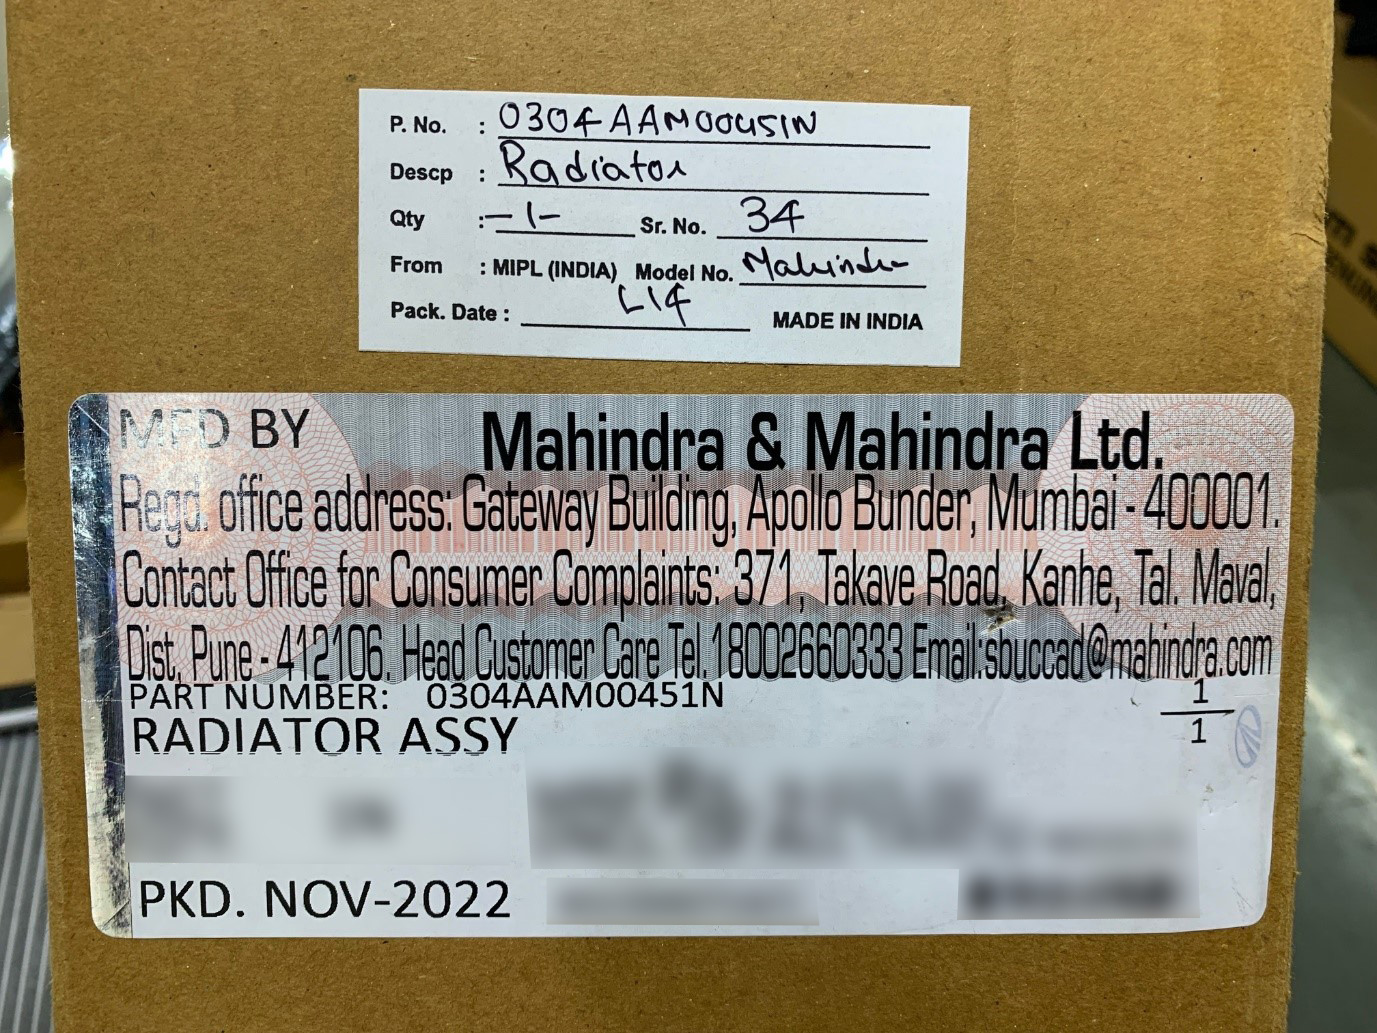 P. No. : 0304AAM00451N
Descp : Radiator
Qty : -1- Sr. No. 34
From : MIPL (INDIA) Model No. Mahindra
Pack. Date : L14 MADE IN INDIA
MFD BY Mahindra & Mahindra Ltd.
Regd. office address: Gateway Building, Apollo Bunder, Mumbai - 400001.
Contact Office for Consumer Complaints: 371, Takave Road, Kanhe, Tal. Maval,
Dist. Pune - 412106. Head Customer Care Tel.18002660333 Email:sbuccad@mahindra.com
PART NUMBER: 0304AAM00451N 1
RADIATOR ASSY 1
PKD. NOV-2022